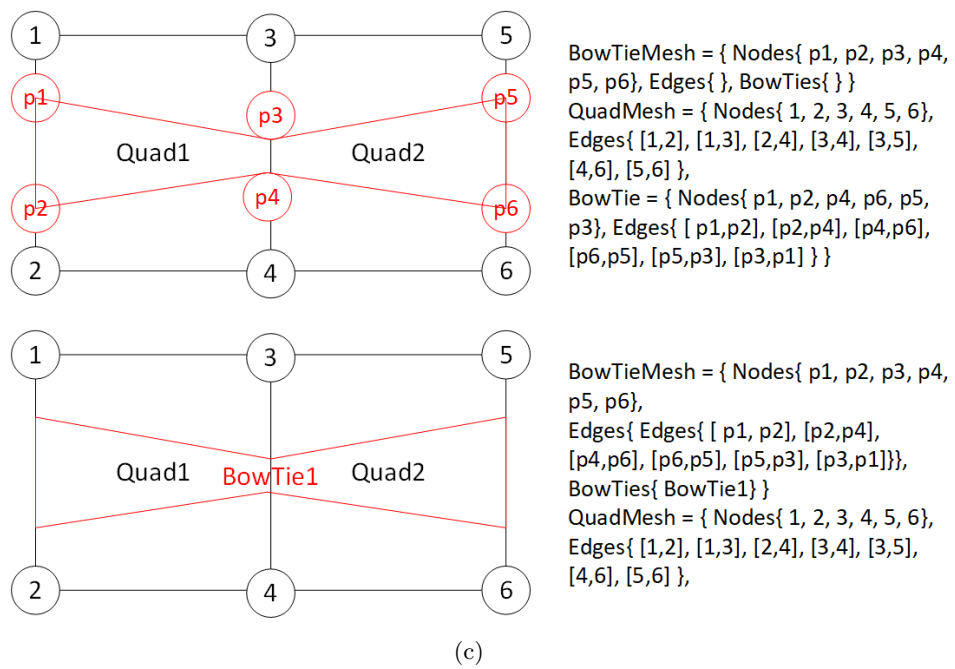 1
3
5
p1
p3
p5
Quad1
Quad2
p2
p4
p6
2
4
6
BowTieMesh = { Nodes{ p1, p2, p3, p4,
p5, p6}, Edges{ }, BowTies{ } }
QuadMesh = { Nodes{ 1, 2, 3, 4, 5, 6},
Edges{ [1,2], [1,3], [2,4], [3,4], [3,5],
[4,6], [5,6] },
BowTie = { Nodes{ p1, p2, p4, p6, p5,
p3}, Edges{ [ p1,p2], [p2,p4], [p4,p6],
[p6,p5], [p5,p3], [p3,p1] } }
1
3
5
Quad1
BowTie1
Quad2
2
4
6
BowTieMesh = { Nodes{ p1, p2, p3, p4,
p5, p6},
Edges{ Edges{ [ p1, p2], [p2,p4],
[p4,p6], [p6,p5], [p5,p3], [p3,p1]}},
BowTies{ BowTie1} }
QuadMesh = { Nodes{ 1, 2, 3, 4, 5, 6},
Edges{ [1,2], [1,3], [2,4], [3,4], [3,5],
[4,6], [5,6] },
(c)